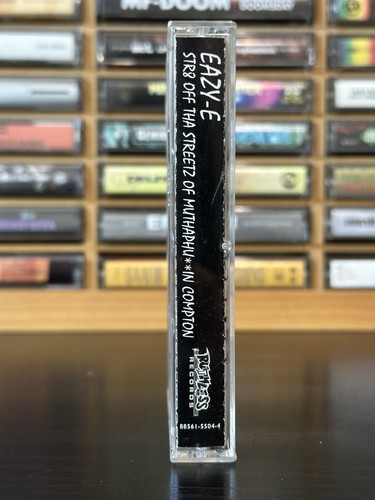 MF DOOM
EAZY-E
STR8 OFF THA STREETZ OF MUTHAPHU**IN COMPTON
RUTHLESS
RECORDS
88561-5504-4